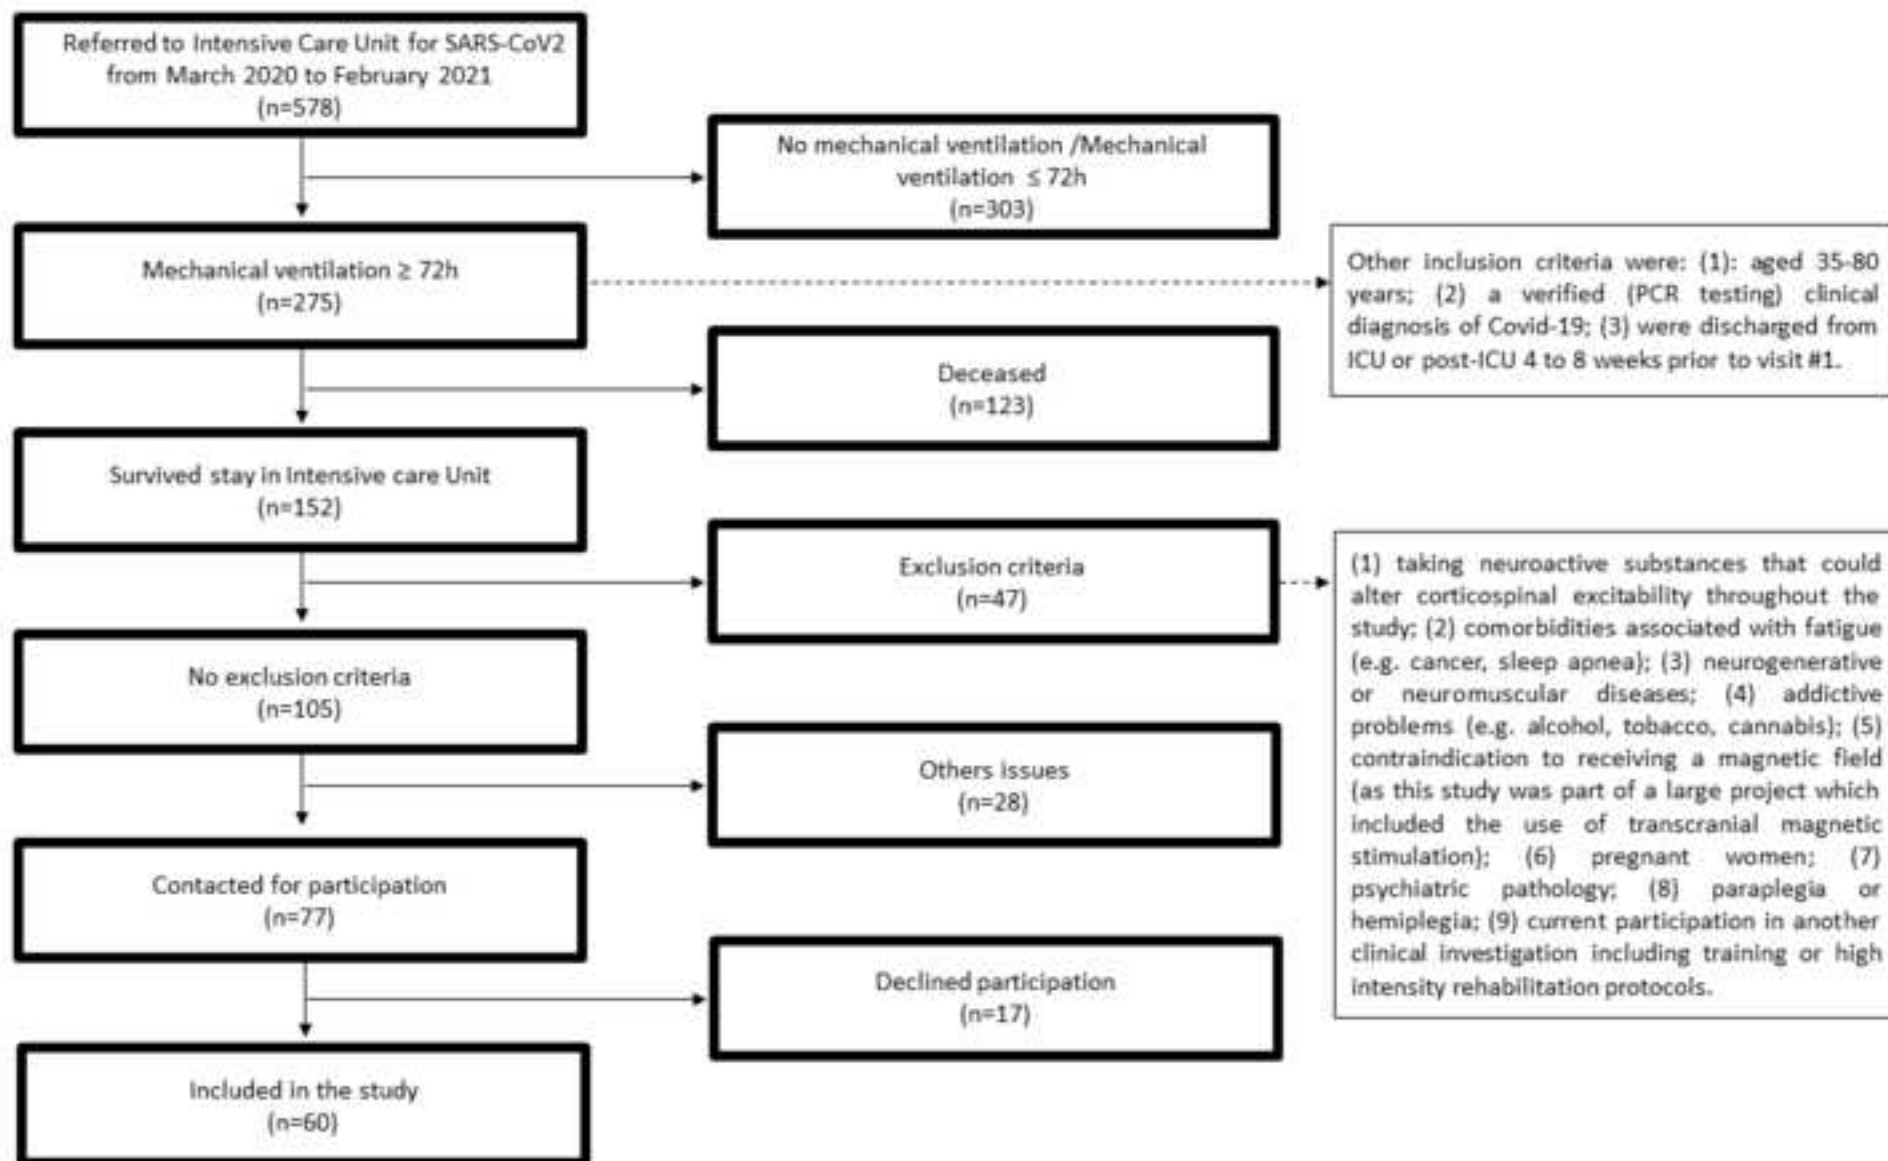 Referred to Intensive Care Unit for SARS-CoV2
from March 2020 to February 2021
(n=578)
No mechanical ventilation /Mechanical
ventilation ≤ 72h
(n=303)
Mechanical ventilation ≥ 72h
(n=275)
Other inclusion criteria were: (1): aged 35-80
years; (2) a verified (PCR testing) clinical
diagnosis of Covid-19; (3) were discharged from
ICU or post-ICU 4 to 8 weeks prior to visit #1.
Deceased
(n=123)
Survived stay in Intensive care Unit
(n=152)
Exclusion criteria
(n=47)
(1) taking neuroactive substances that could
alter corticospinal excitability throughout the
study; (2) comorbidities associated with fatigue
(e.g. cancer, sleep apnea); (3) neurogenerative
or neuromuscular diseases; (4) addictive
problems (e.g. alcohol, tobacco, cannabis); (5)
contraindication to receiving a magnetic field
(as this study was part of a large project which
included the use of transcranial magnetic
stimulation); (6) pregnant women; (7)
psychiatric pathology; (8) paraplegia or
hemiplegia; (9) current participation in another
clinical investigation including training or high
intensity rehabilitation protocols.
No exclusion criteria
(n=105)
Others issues
(n=28)
Contacted for participation
(n=77)
Declined participation
(n=17)
Included in the study
(n=60)